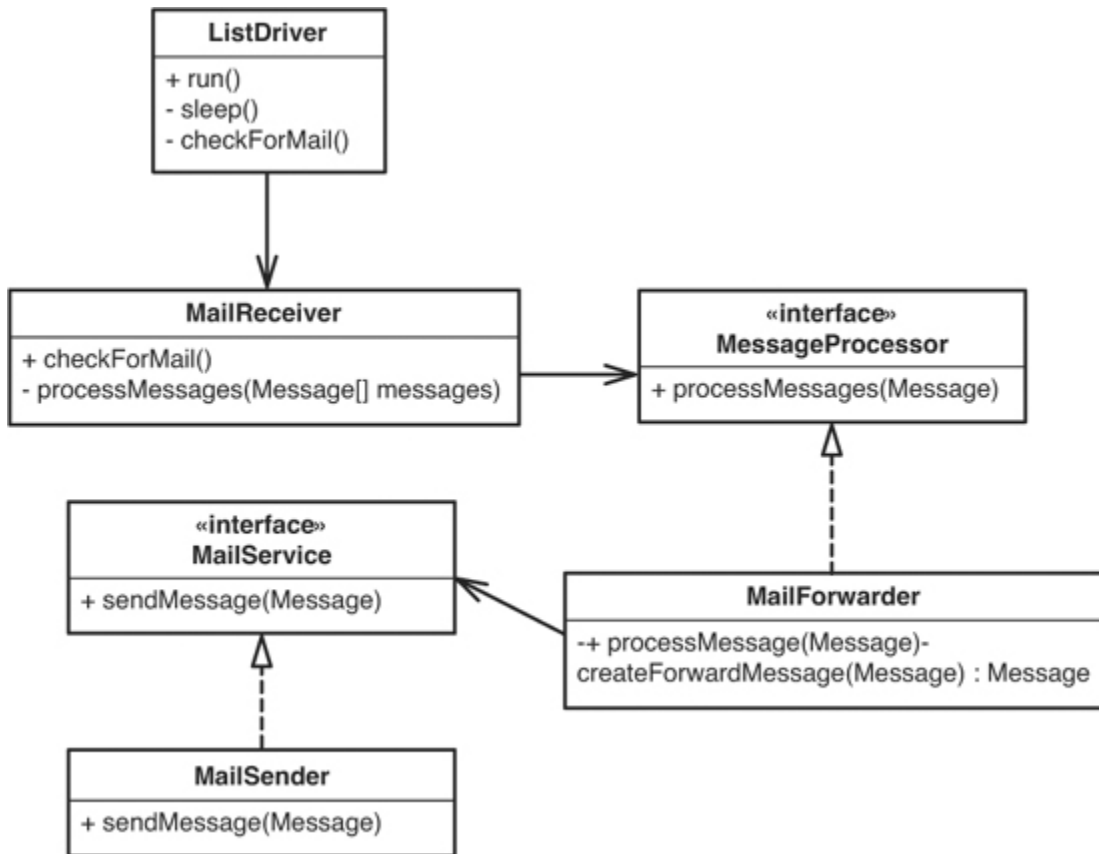 ListDriver
+ run()
- sleep()
- checkForMail()
MailReceiver
+ checkForMail()
- processMessages(Message[] messages)
«interface»
MessageProcessor
+ processMessages(Message)
«interface»
MailService
+ sendMessage(Message)
MailForwarder
-+ processMessage(Message)-
createForwardMessage(Message) : Message
MailSender
+ sendMessage(Message)